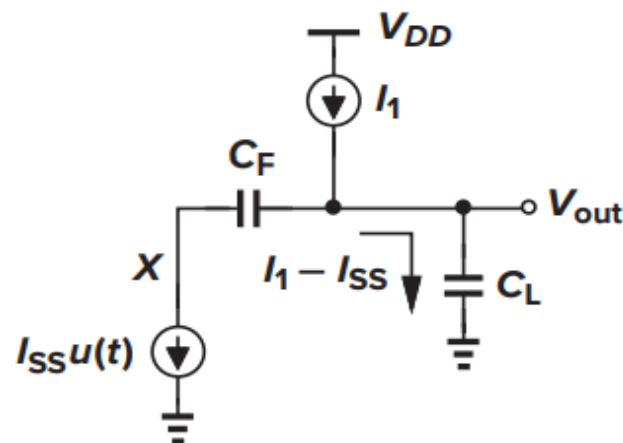 V_DD
I_1
C_F
V_out
X
I_1 – I_SS
C_L
I_SS u(t)